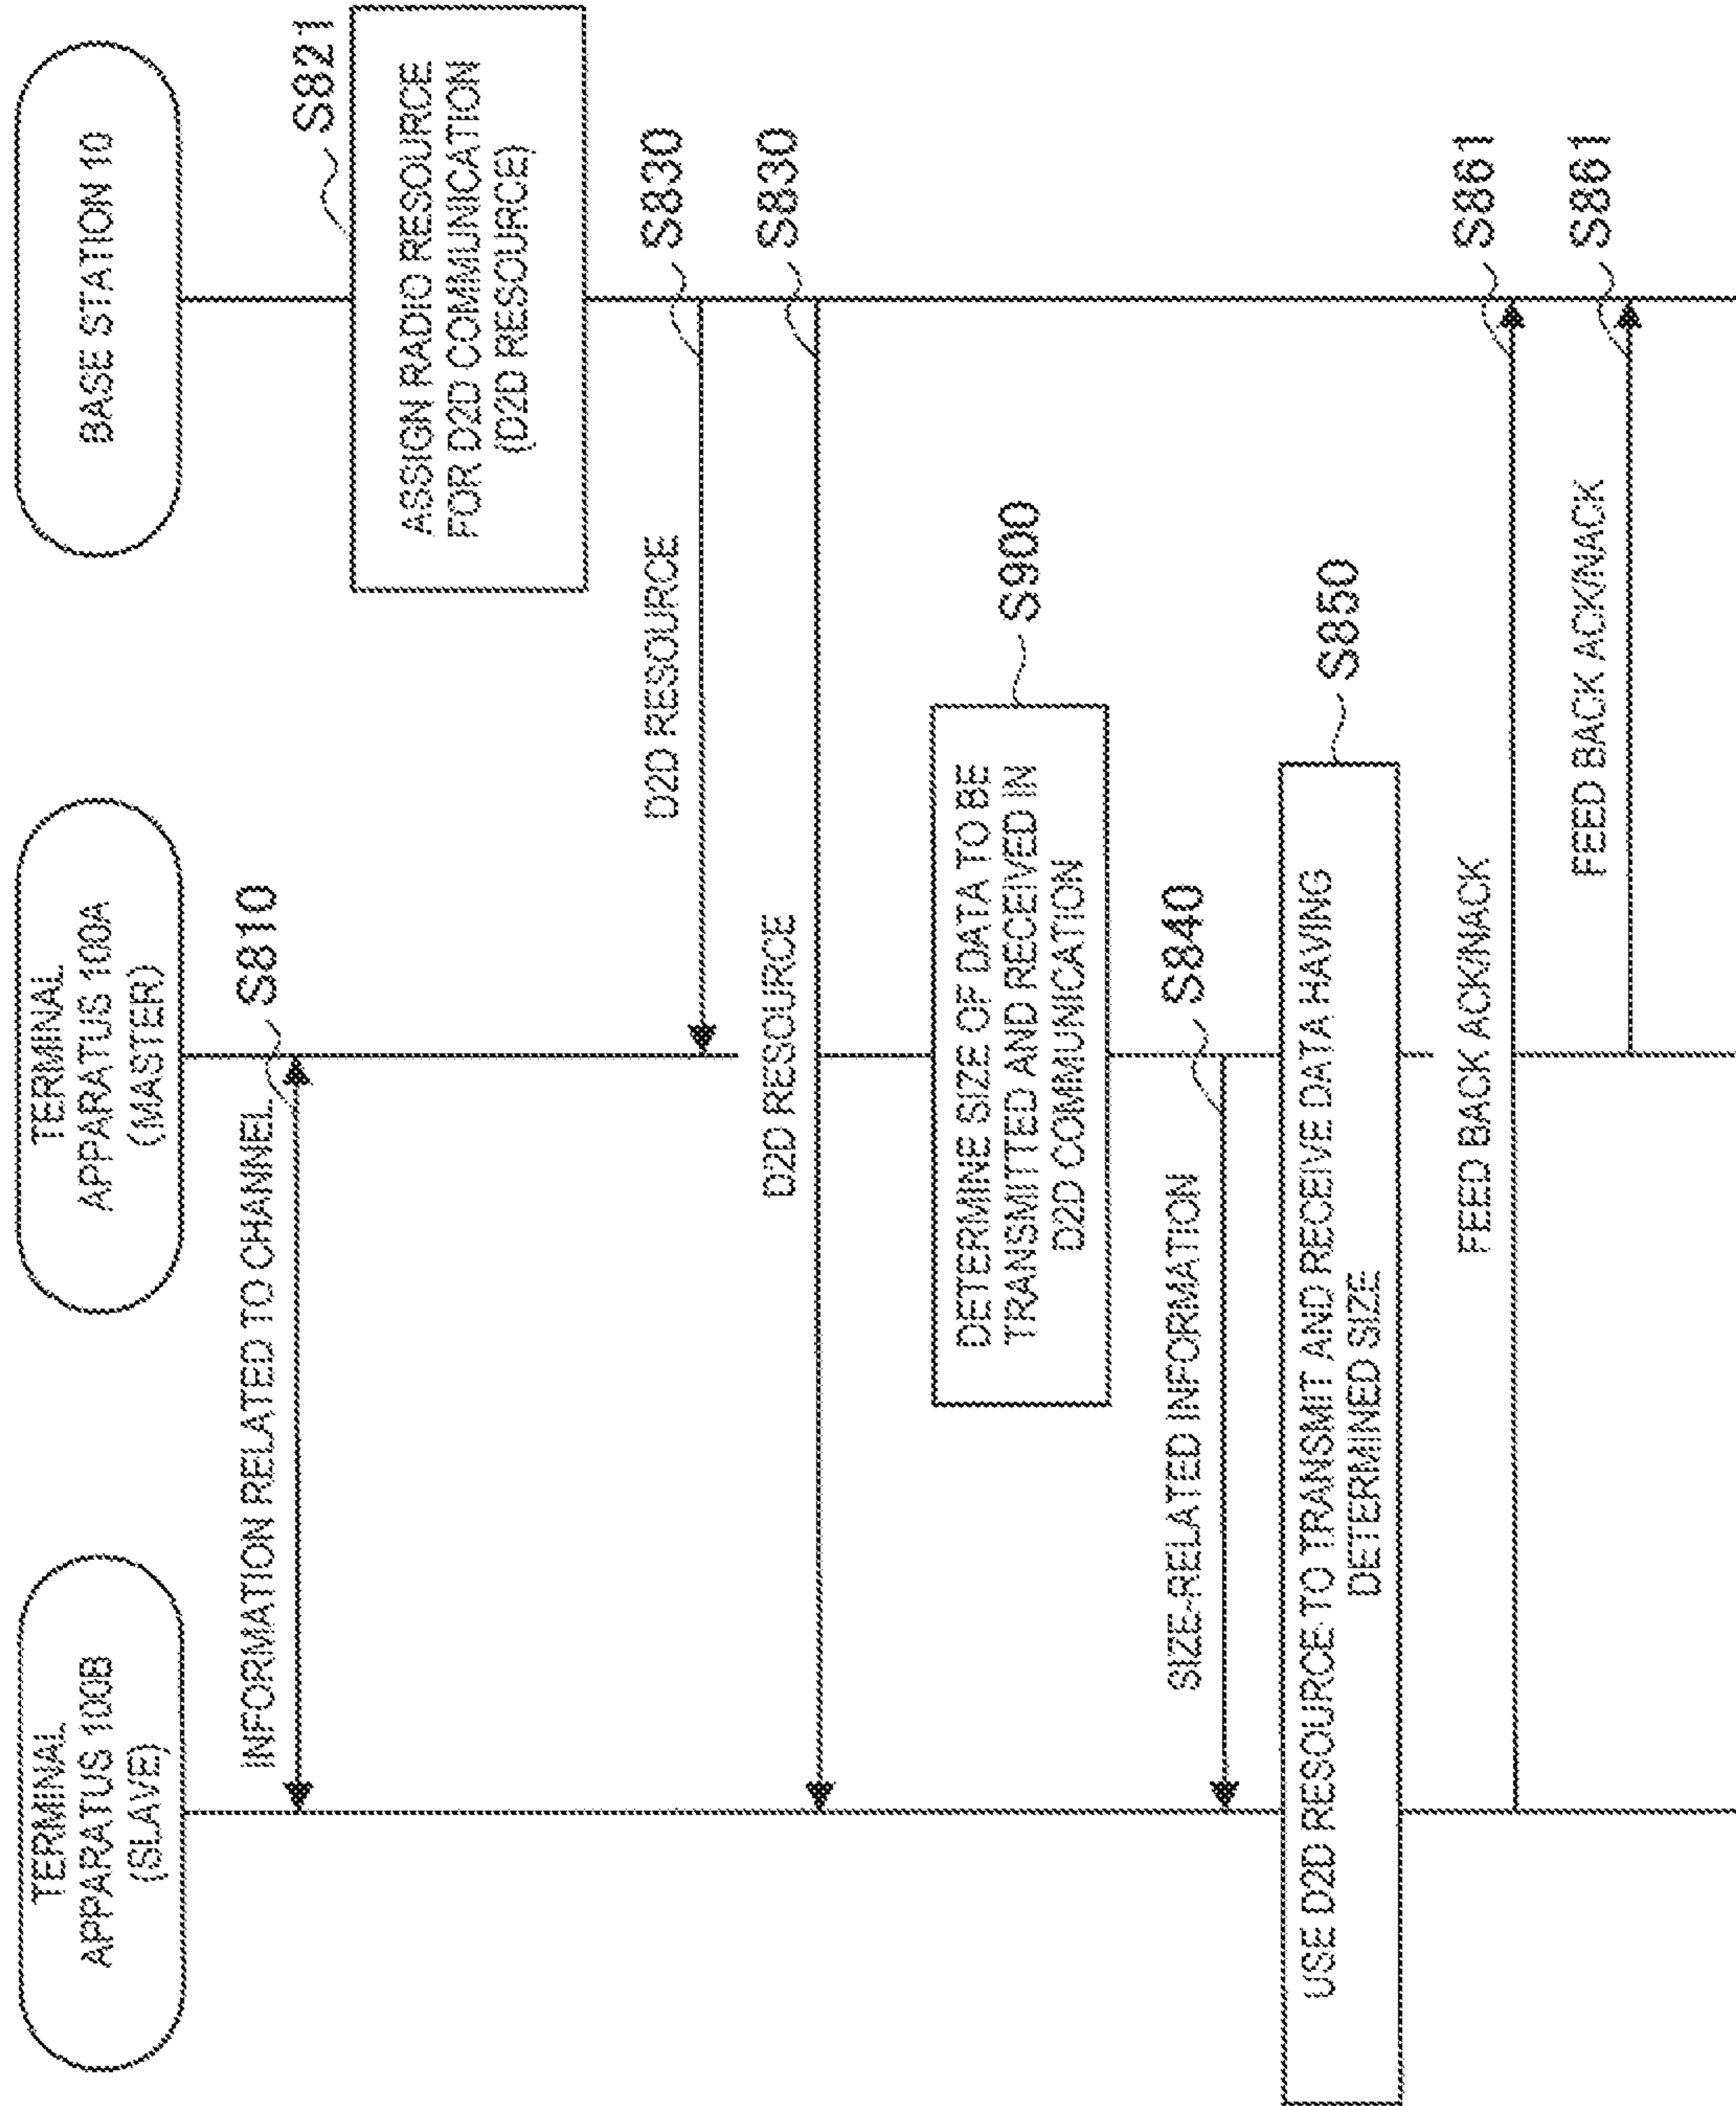 TERMINAL
APPARATUS 100B
(SLAVE)
TERMINAL
APPARATUS 100A
(MASTER)
BASE STATION 10
INFORMATION RELATED TO CHANNEL
S810
S821
ASSIGN RADIO RESOURCE
FOR D2D COMMUNICATION
(D2D RESOURCE)
D2D RESOURCE
S830
D2D RESOURCE
S830
DETERMINE SIZE OF DATA TO BE
TRANSMITTED AND RECEIVED IN
D2D COMMUNICATION
S900
SIZE-RELATED INFORMATION
S840
USE D2D RESOURCE TO TRANSMIT AND RECEIVE DATA HAVING
DETERMINED SIZE
S850
FEED BACK ACK/NACK
S861
FEED BACK ACK/NACK
S861